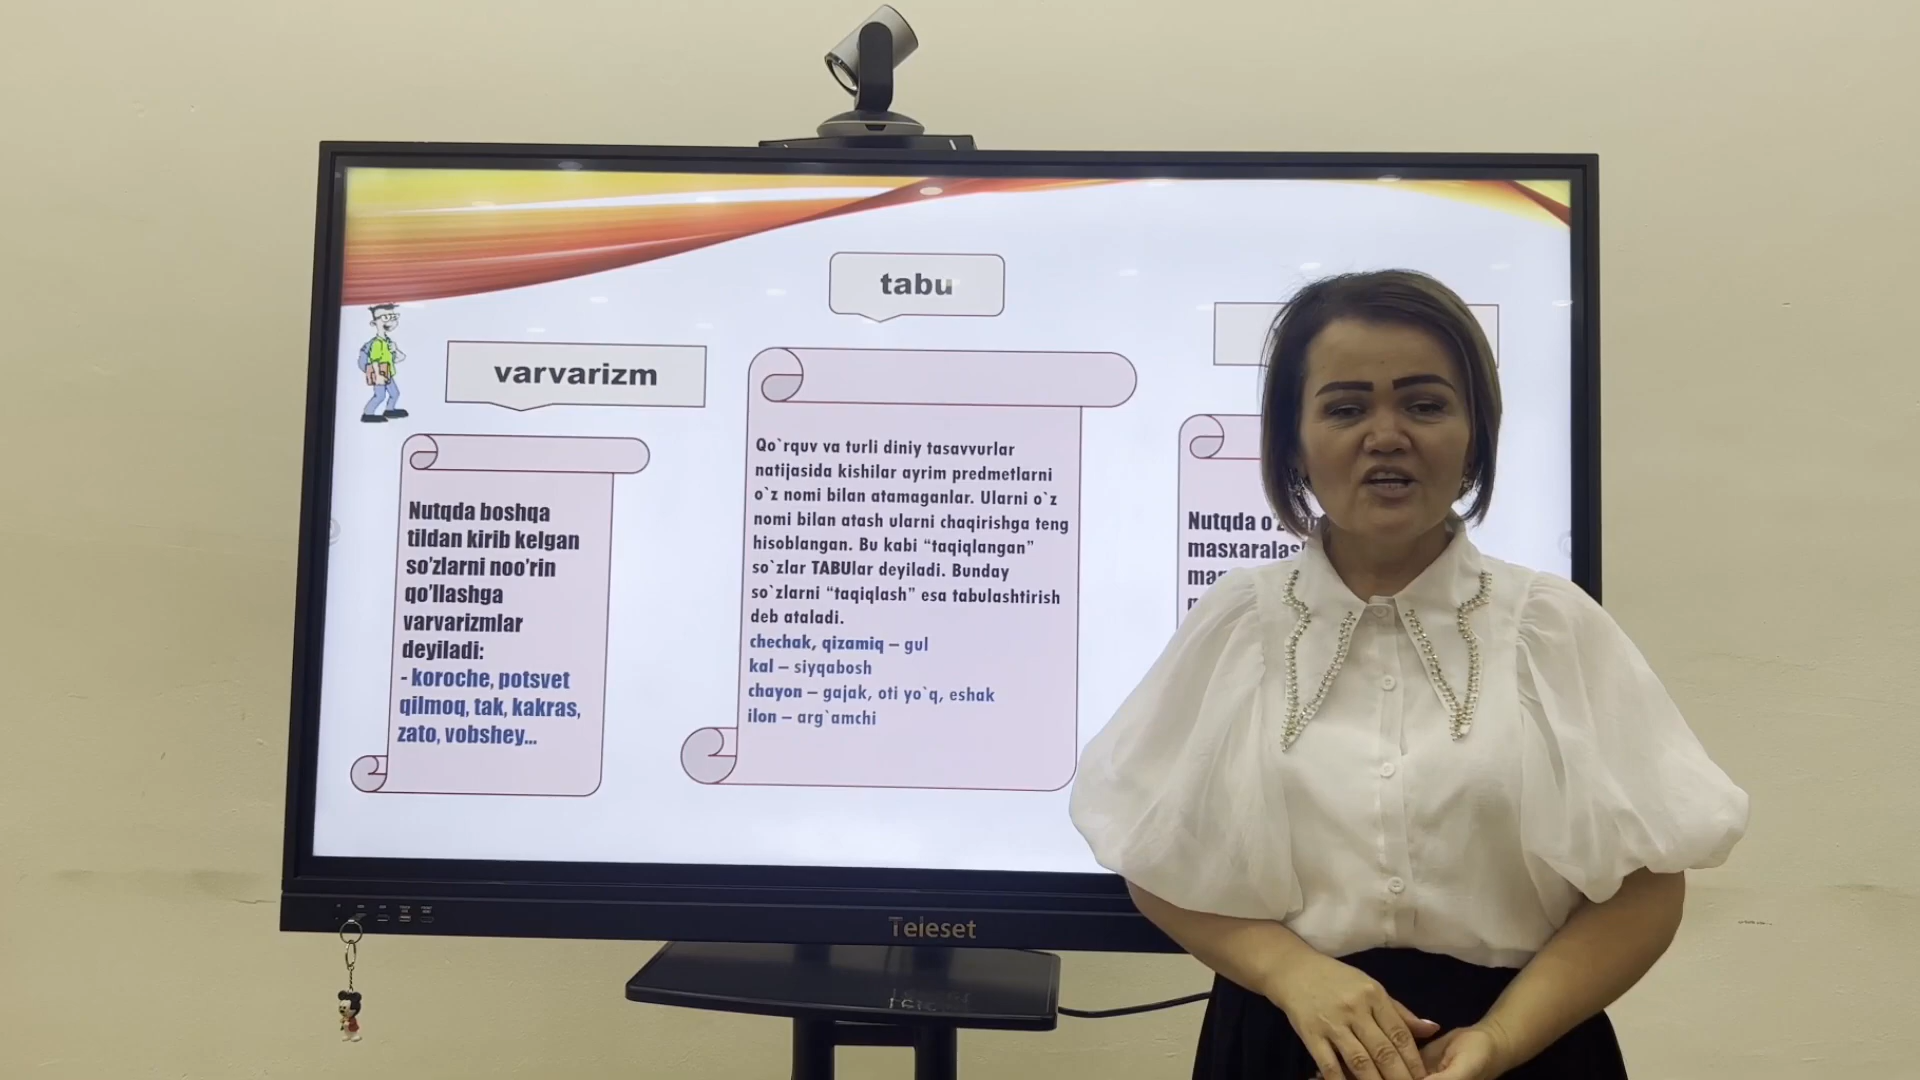 tabu
varvarizm
Nutqda boshqa
tildan kirib kelgan
so'zlarni noo'rin
qo'llashga
varvarizmlar
deyiladi:
- koroche, potsvet
qilmoq, tak, kakras,
zato, vobshey...
Qo`rquv va turli diniy tasavvurlar
natijasida kishilar ayrim predmetlarni
o`z nomi bilan atamaganlar. Ularni o`z
nomi bilan atash ularni chaqirishga teng
hisoblangan. Bu kabi “taqiqlangan”
so`zlar TABUlar deyiladi. Bunday
so`zlarni “taqiqlash” esa tabulashtirish
deb ataladi.
chechak, qizamiq – gul
kal – siyqabosh
chayon – gajak, oti yo`q, eshak
ilon – arg`amchi
Nutqda
Teleset